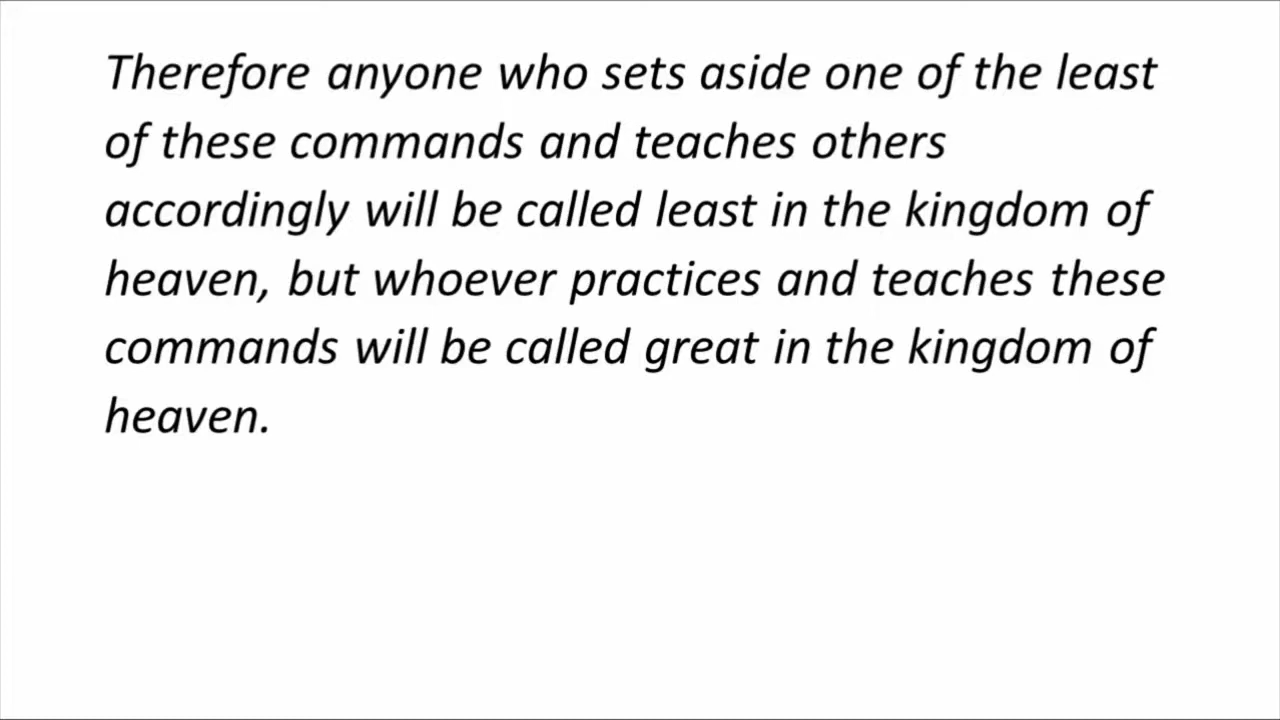 Therefore anyone who sets aside one of the least
of these commands and teaches others
accordingly will be called least in the kingdom of
heaven, but whoever practices and teaches these
commands will be called great in the kingdom of
heaven.